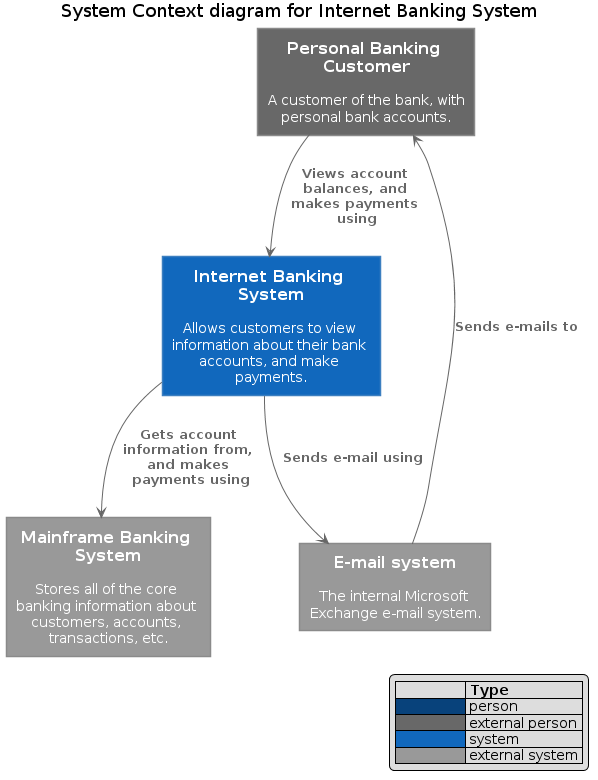 System Context diagram for Internet Banking System
Personal Banking
Customer
A customer of the bank, with
personal bank accounts.
Views account
balances, and
makes payments
using
Internet Banking
System
Allows customers to view
information about their bank
accounts, and make
payments.
Sends e-mails to
Gets account
information from,
and makes
payments using
Sends e-mail using
Mainframe Banking
System
Stores all of the core
banking information about
customers, accounts,
transactions, etc.
E-mail system
The internal Microsoft
Exchange e-mail system.
Type
person
external person
system
external system